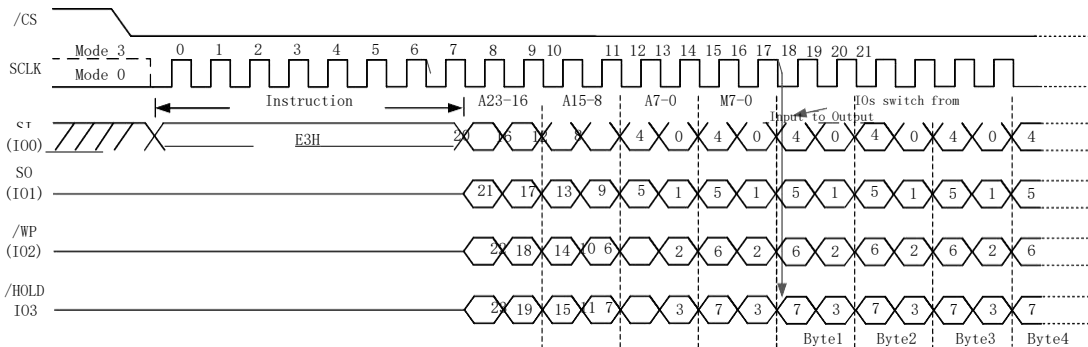 /CS
Mode 3 0 1 2 3 4 5 6 7 8 9 10 11 12 13 14 15 16 17 18 19 20 21
SCLK
Mode 0
Instruction A23-16 A15-8 A7-0 M7-0 IOs switch from
Input to Output
(IO0) E3H 20 16 12 8 4 0 4 0 4 0 4 0 4 0 4
SO
(IO1) 21 17 13 9 5 1 5 1 5 1 5 1 5 1 5
/WP
(IO2) 22 18 14 10 6 2 6 2 6 2 6 2 6 2 6
/HOLD
IO3 23 19 15 11 7 3 7 3 7 3 7 3 7 3 7
Byte1 Byte2 Byte3 Byte4